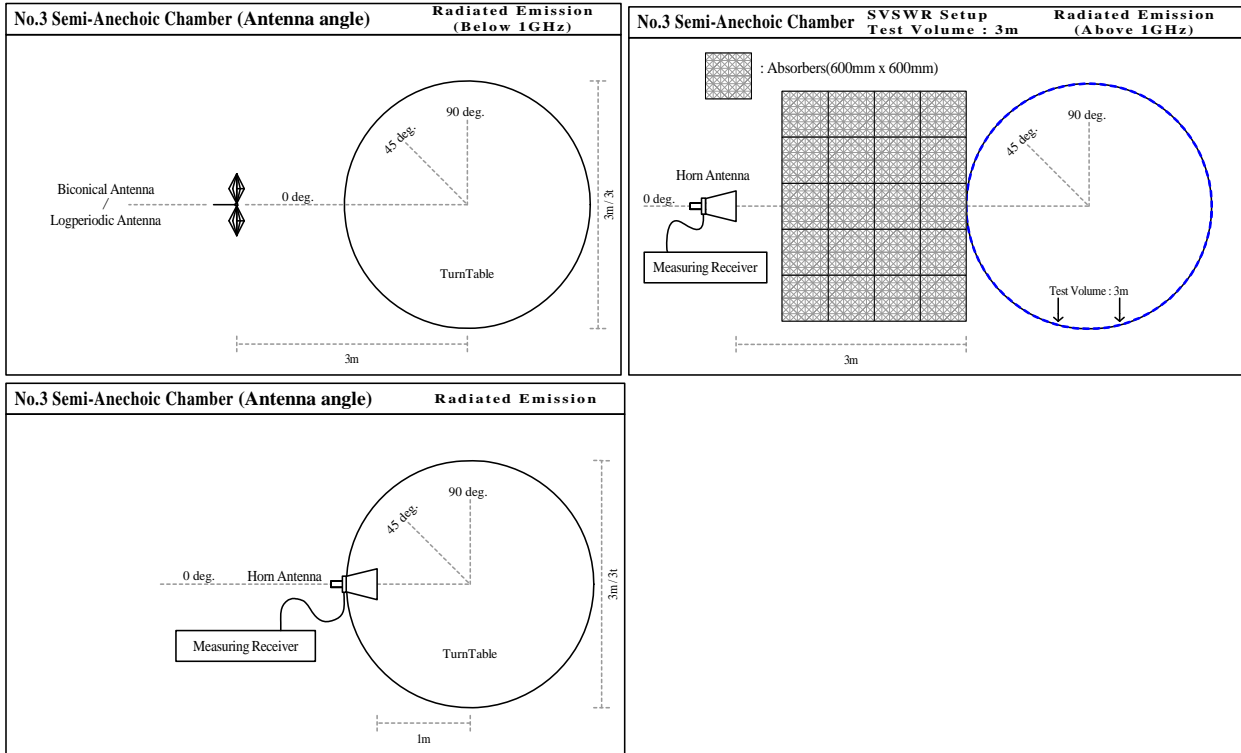 No.3 Semi-Anechoic Chamber (Antenna angle)
Radiated Emission
(Below 1GHz)
90 deg.
45 deg.
0 deg.
Biconical Antenna
/
Logperiodic Antenna
3m / 3t
TurnTable
3m
No.3 Semi-Anechoic Chamber
SVSWR Setup
Test Volume : 3m
Radiated Emission
(Above 1GHz)
: Absorbers(600mm x 600mm)
90 deg.
45 deg.
Horn Antenna
0 deg.
Measuring Receiver
Test Volume : 3m
3m
No.3 Semi-Anechoic Chamber (Antenna angle)
Radiated Emission
90 deg.
45 deg.
0 deg.
Horn Antenna
3m / 3t
Measuring Receiver
TurnTable
1m